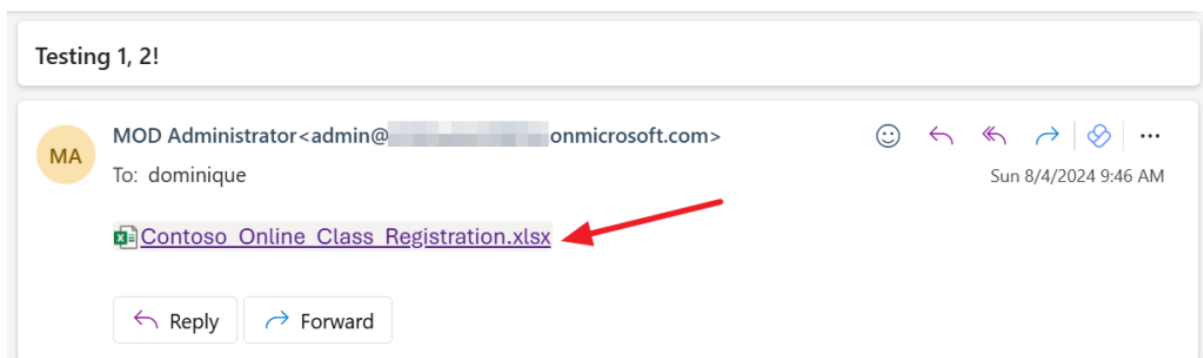 Testing 1, 2!
MA
MOD Administrator<admin@ onmicrosoft.com>
To: dominique
Sun 8/4/2024 9:46 AM
Contoso_Online_Class_Registration.xlsx
Reply
Forward